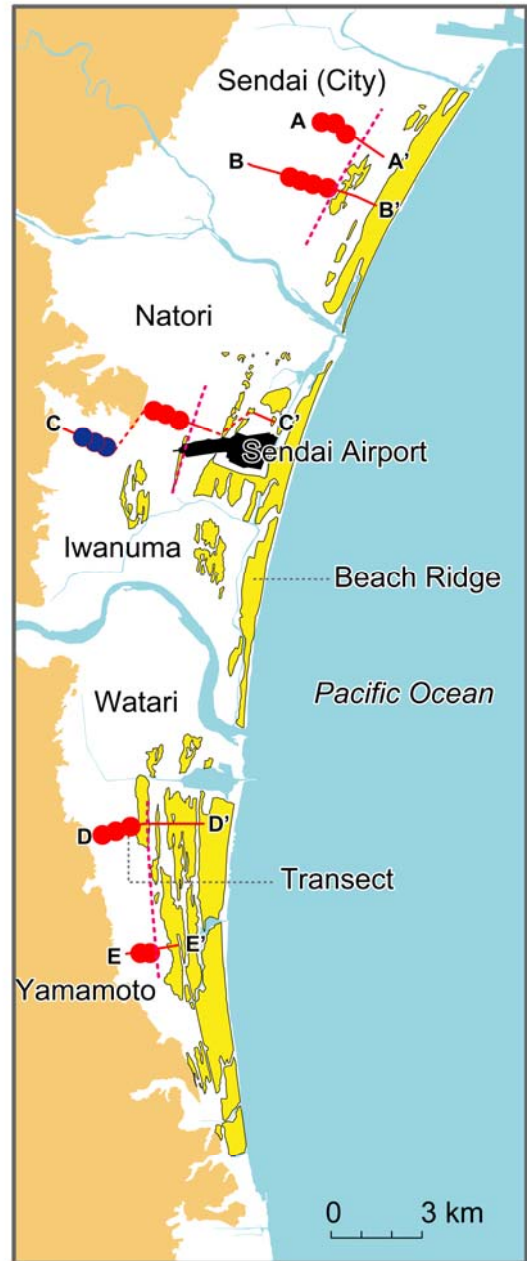 Sendai (City)
A
A'
B
B'
Natori
C
C'
Sendai Airport
Iwanuma
Beach Ridge
Watari
Pacific Ocean
D
D'
Transect
E
E'
Yamamoto
0 3 km